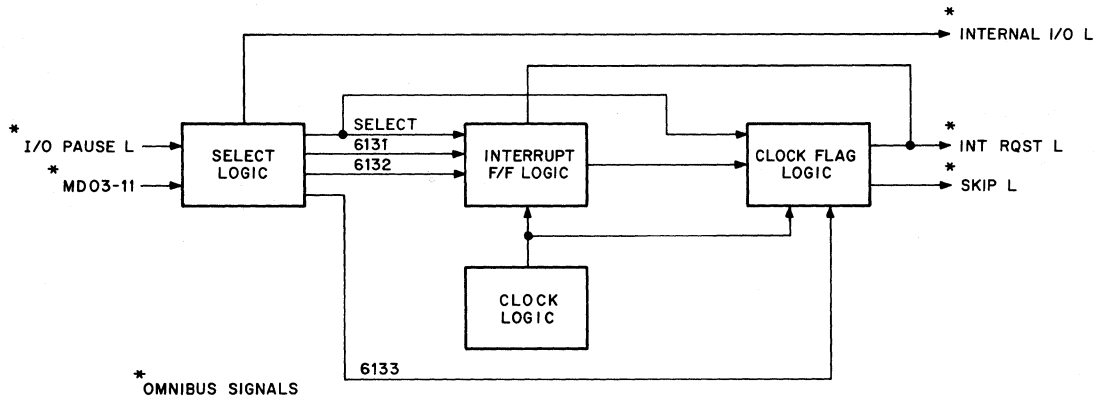 *
INTERNAL I/O L
*
I/O PAUSE L
*
MD03-11
SELECT
LOGIC
SELECT
6131
6132
INTERRUPT
F/F LOGIC
CLOCK FLAG
LOGIC
*
INT RQST L
*
SKIP L
CLOCK
LOGIC
6133
*OMNIBUS SIGNALS